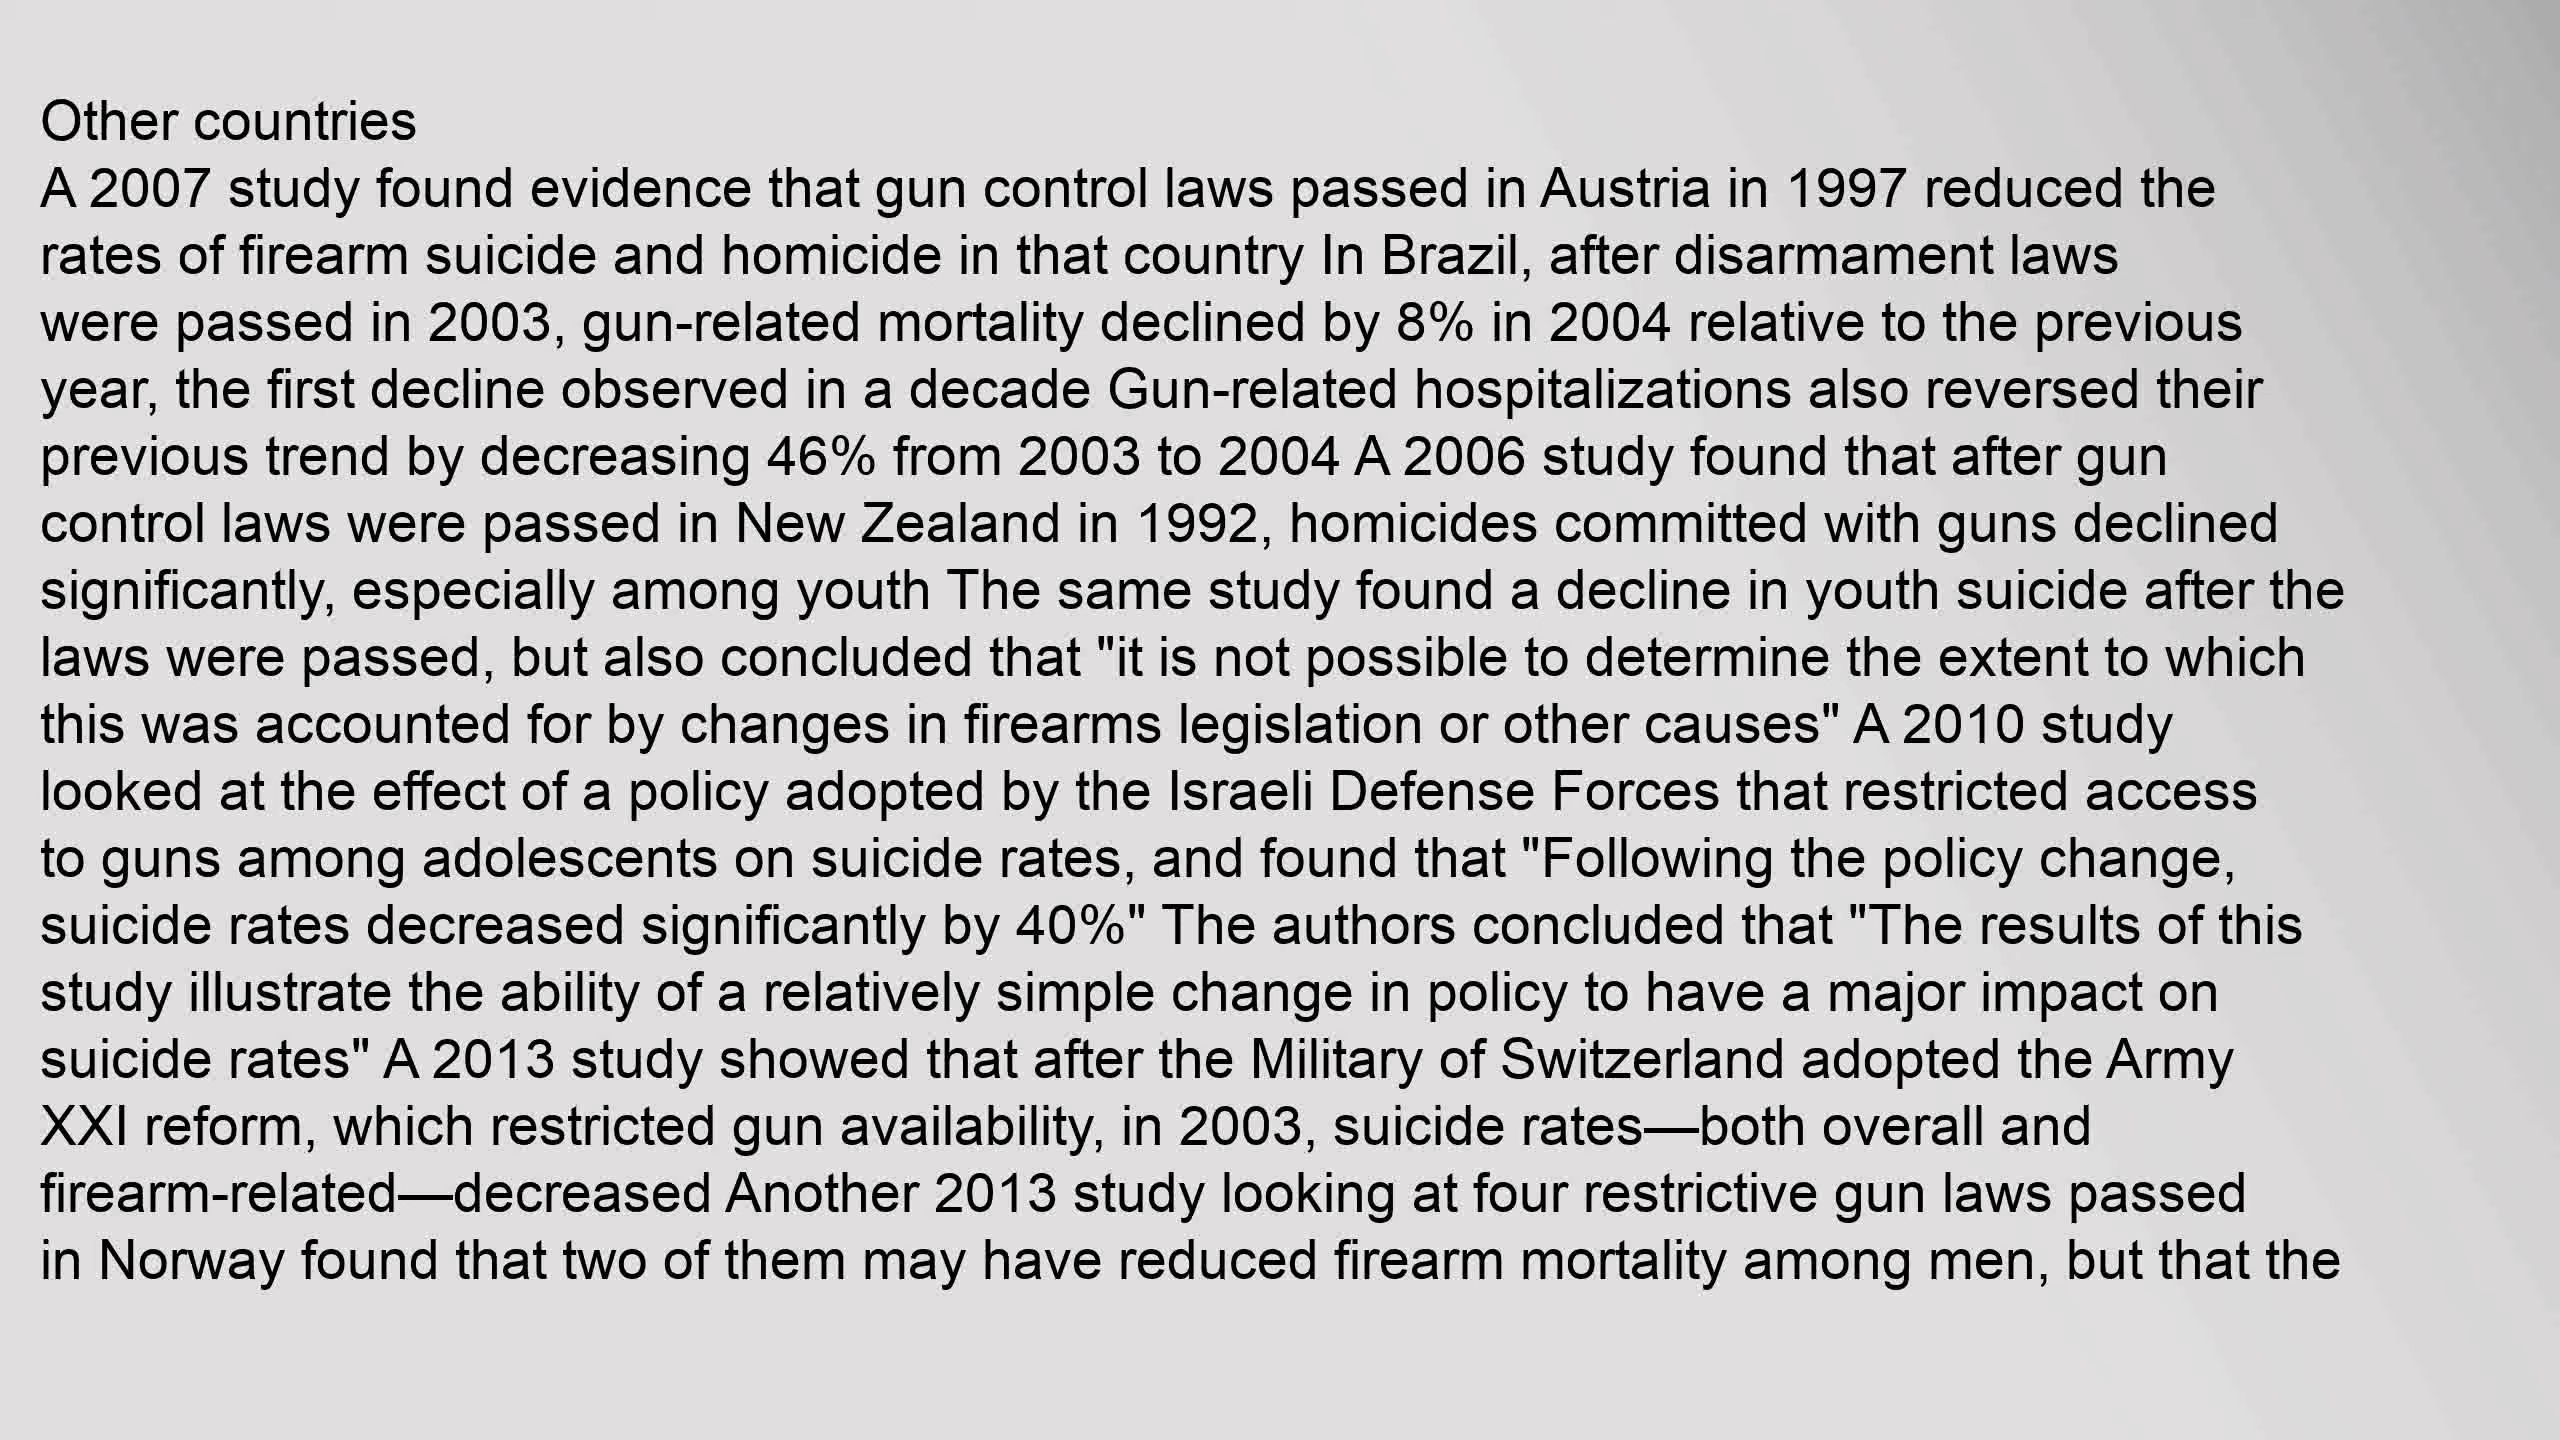 Other countries
A 2007 study found evidence that gun control laws passed in Austria in 1997 reduced the
rates of firearm suicide and homicide in that country In Brazil, after disarmament laws
were passed in 2003, gun-related mortality declined by 8% in 2004 relative to the previous
year, the first decline observed in a decade Gun-related hospitalizations also reversed their
previous trend by decreasing 46% from 2003 to 2004 A 2006 study found that after gun
control laws were passed in New Zealand in 1992, homicides committed with guns declined
significantly, especially among youth The same study found a decline in youth suicide after the
laws were passed, but also concluded that "it is not possible to determine the extent to which
this was accounted for by changes in firearms legislation or other causes" A 2010 study
looked at the effect of a policy adopted by the Israeli Defense Forces that restricted access
to guns among adolescents on suicide rates, and found that "Following the policy change,
suicide rates decreased significantly by 40%" The authors concluded that "The results of this
study illustrate the ability of a relatively simple change in policy to have a major impact on
suicide rates" A 2013 study showed that after the Military of Switzerland adopted the Army
XXI reform, which restricted gun availability, in 2003, suicide rates—both overall and
firearm-related—decreased Another 2013 study looking at four restrictive gun laws passed
in Norway found that two of them may have reduced firearm mortality among men, but that the